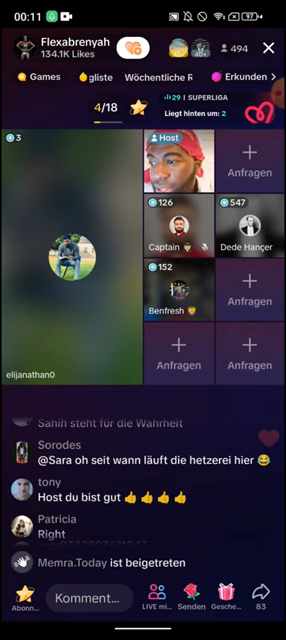 00:11
97
Flexabrenyah
134.1K Likes
494
Games
gliste
Wöchentliche R
Erkunden
4/18
29 | SUPERLIGA
Liegt hinten um: 2
3
Host
Anfragen
126
547
Captain
Dede Hançer
152
Benfresh
Anfragen
elijanathan0
Anfragen
Anfragen
Sahih steht für die Wahrheit
Sorodes
@Sara oh seit wann läuft die hetzerei hier 😂
tony
Host du bist gut 👍👍👍👍
Patricia
Right
Memra.Today ist beigetreten
Abonn...
Komment...
LIVE mi...
Senden
Gesche...
83